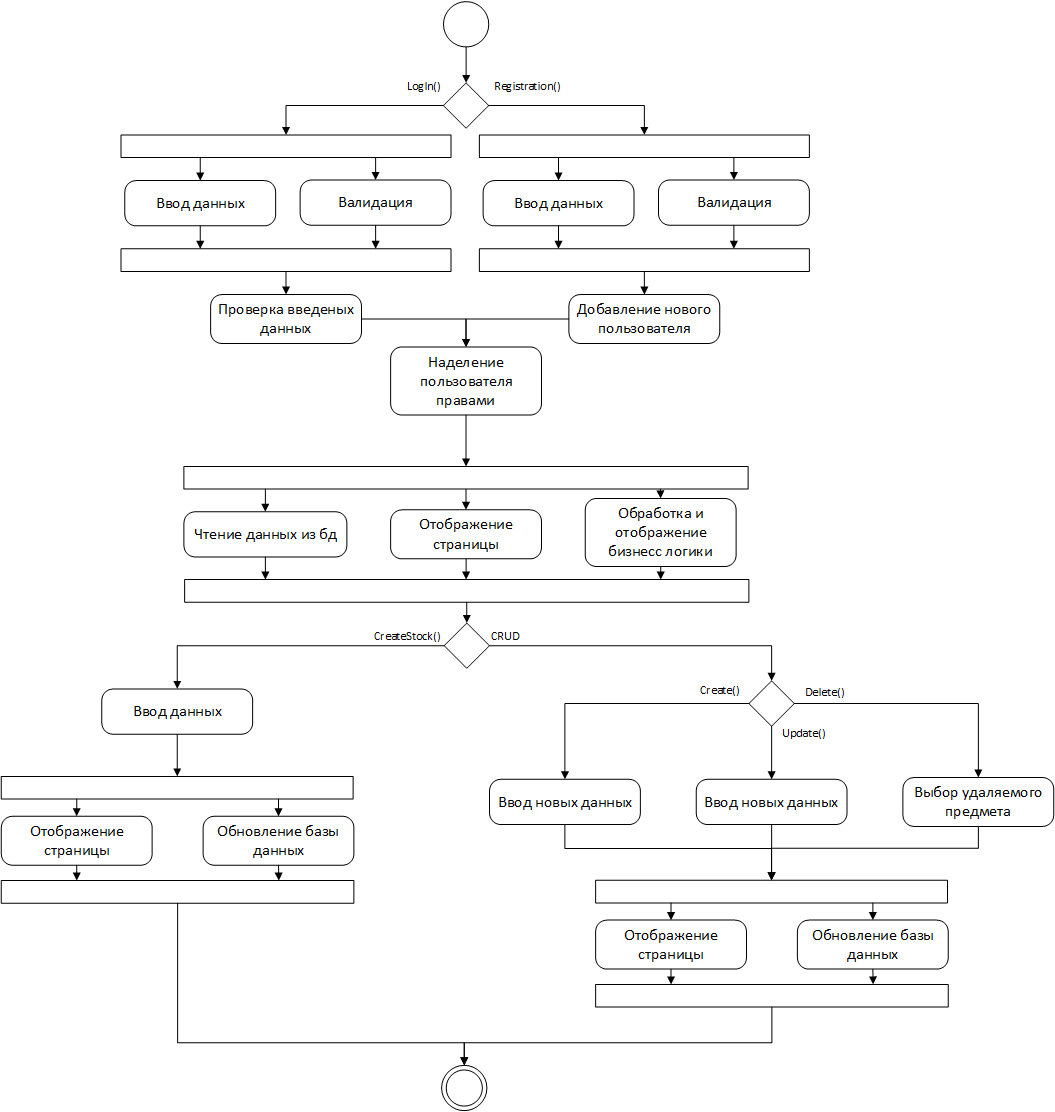 LogIn()
Registration()
Ввод данных
Валидация
Ввод данных
Валидация
Проверка введеных
данных
Добавление нового
пользователя
Наделение
пользователя
правами
Чтение данных из бд
Отображение
страницы
Обработка и
отображение
бизнесс логики
CreateStock()
CRUD
Ввод данных
Create()
Delete()
Update()
Ввод новых данных
Ввод новых данных
Выбор удаляемого
предмета
Отображение
страницы
Обновление базы
данных
Отображение
страницы
Обновление базы
данных